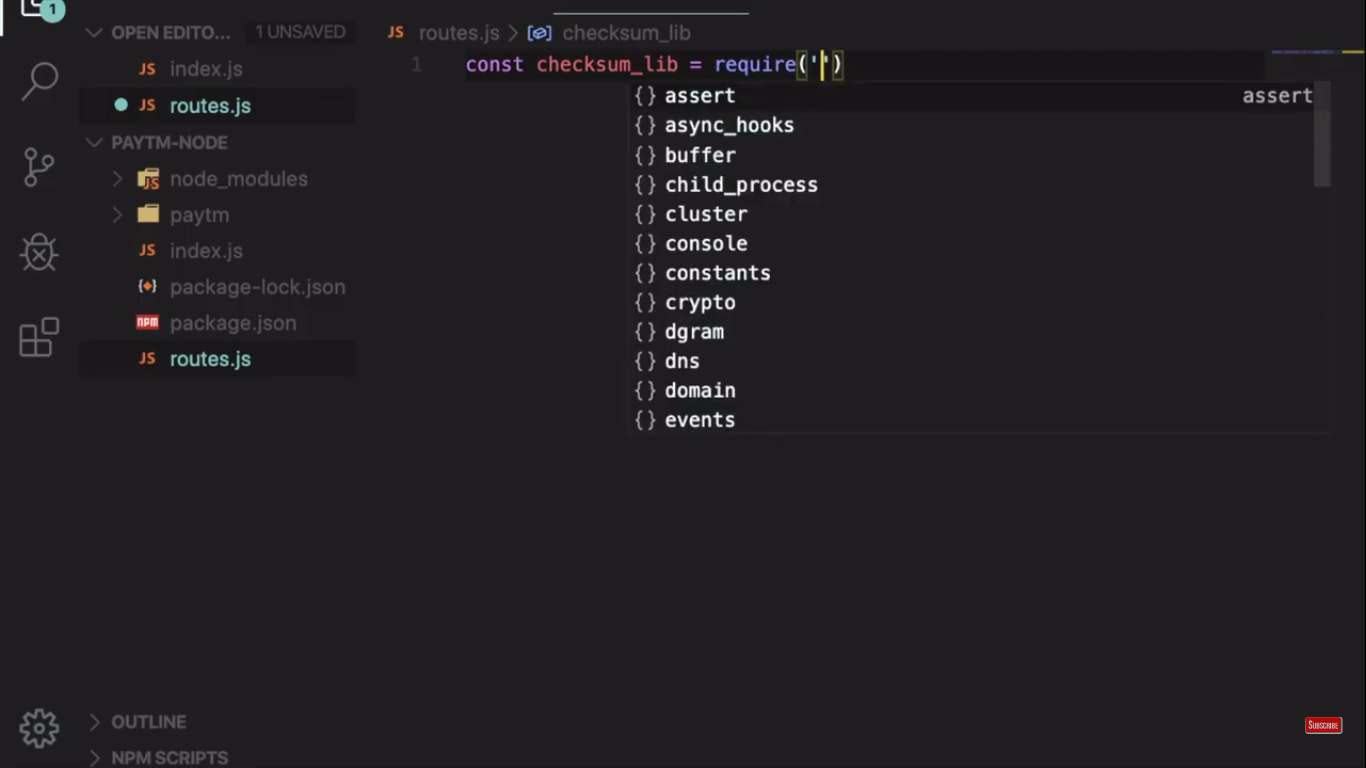 1
OPEN EDITO... 1 UNSAVED
JS index.js
JS routes.js
PAYTM-NODE
JS node_modules
paytm
JS index.js
package-lock.json
npm package.json
JS routes.js
OUTLINE
NPM SCRIPTS
JS routes.js > checksum_lib
1 const checksum_lib = require('')
{} assert assert
{} async_hooks
{} buffer
{} child_process
{} cluster
{} console
{} constants
{} crypto
{} dgram
{} dns
{} domain
{} events
SUBSCRIBE